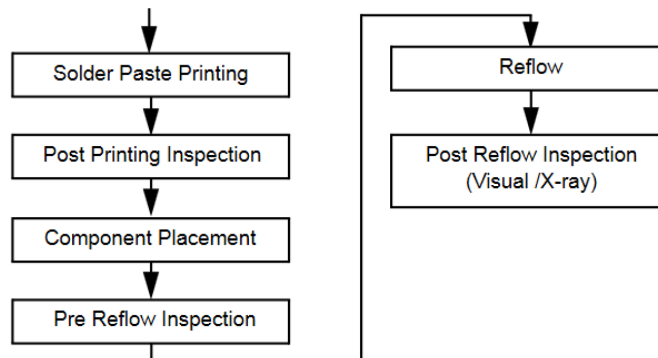 Solder Paste Printing
Post Printing Inspection
Component Placement
Pre Reflow Inspection
Reflow
Post Reflow Inspection
(Visual /X-ray)